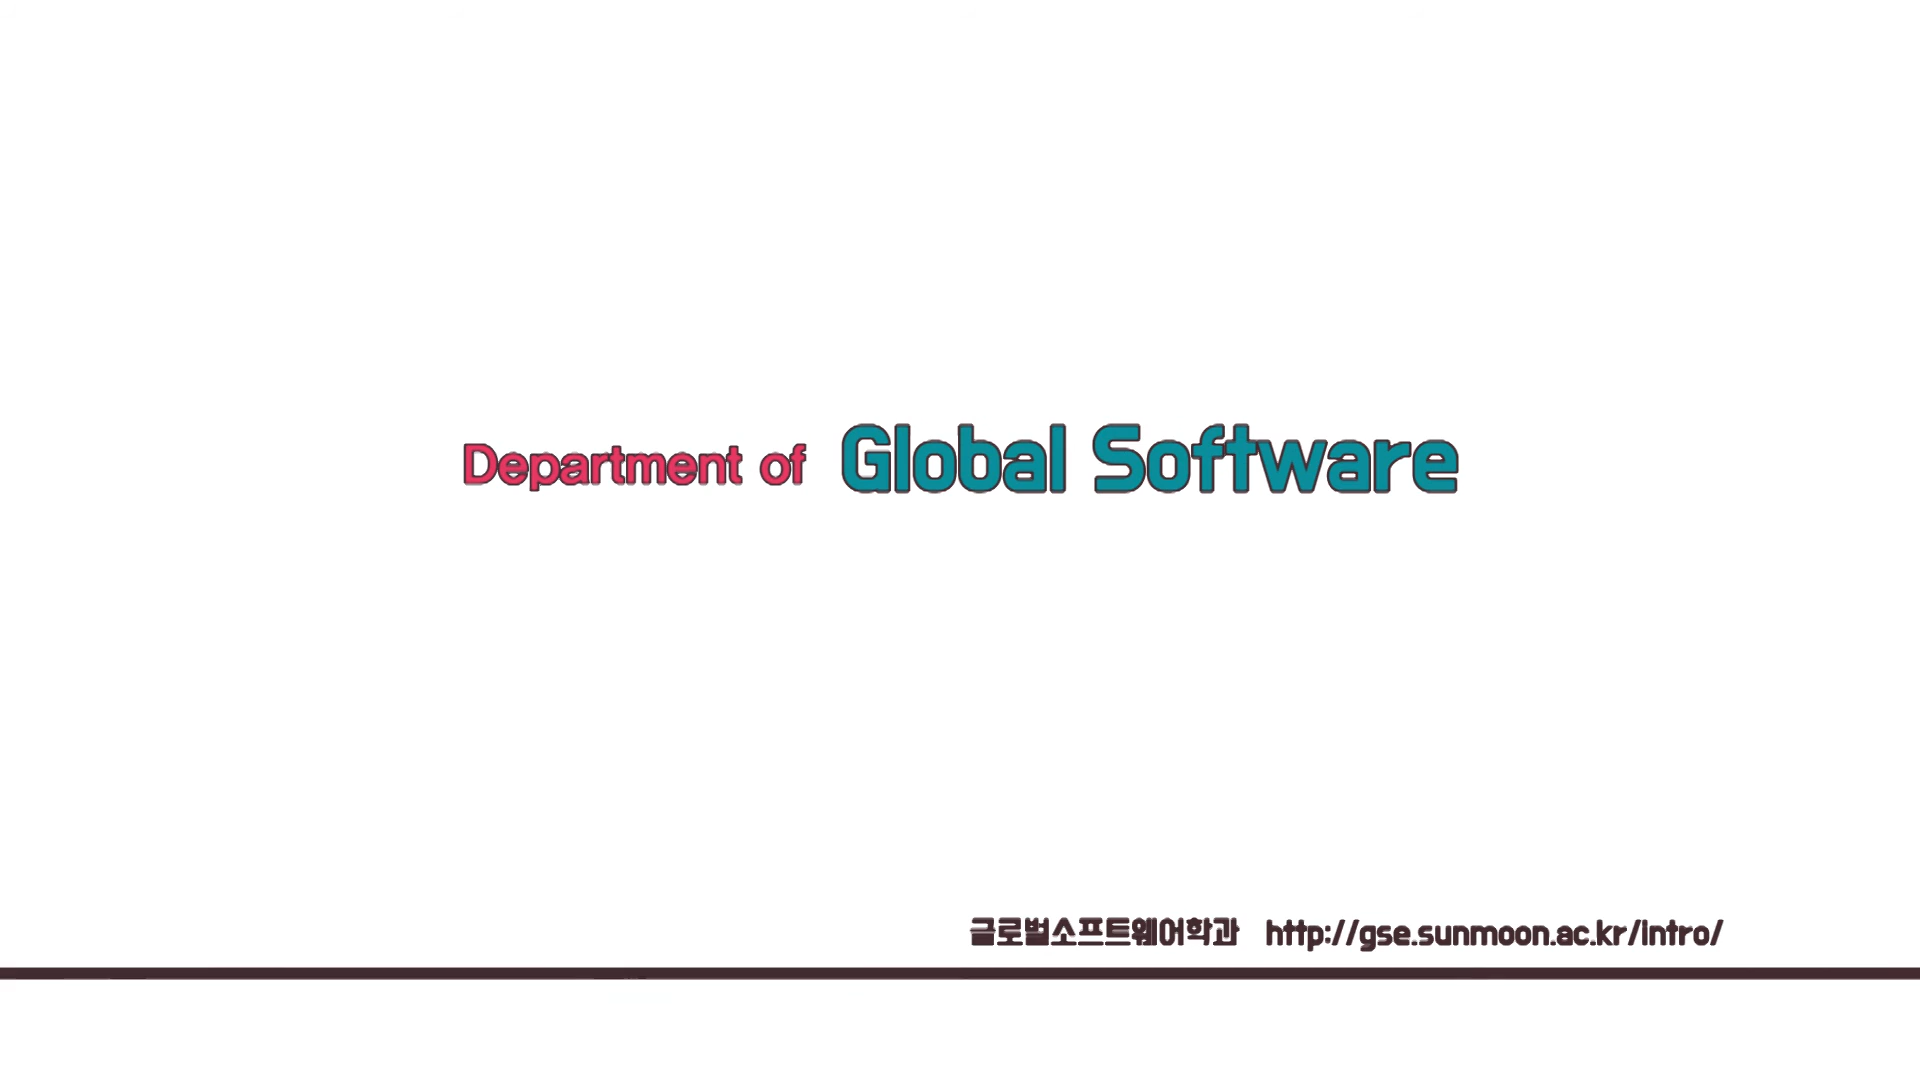 Department of Global Software
글로벌소프트웨어학과 http://gse.sunmoon.ac.kr/intro/